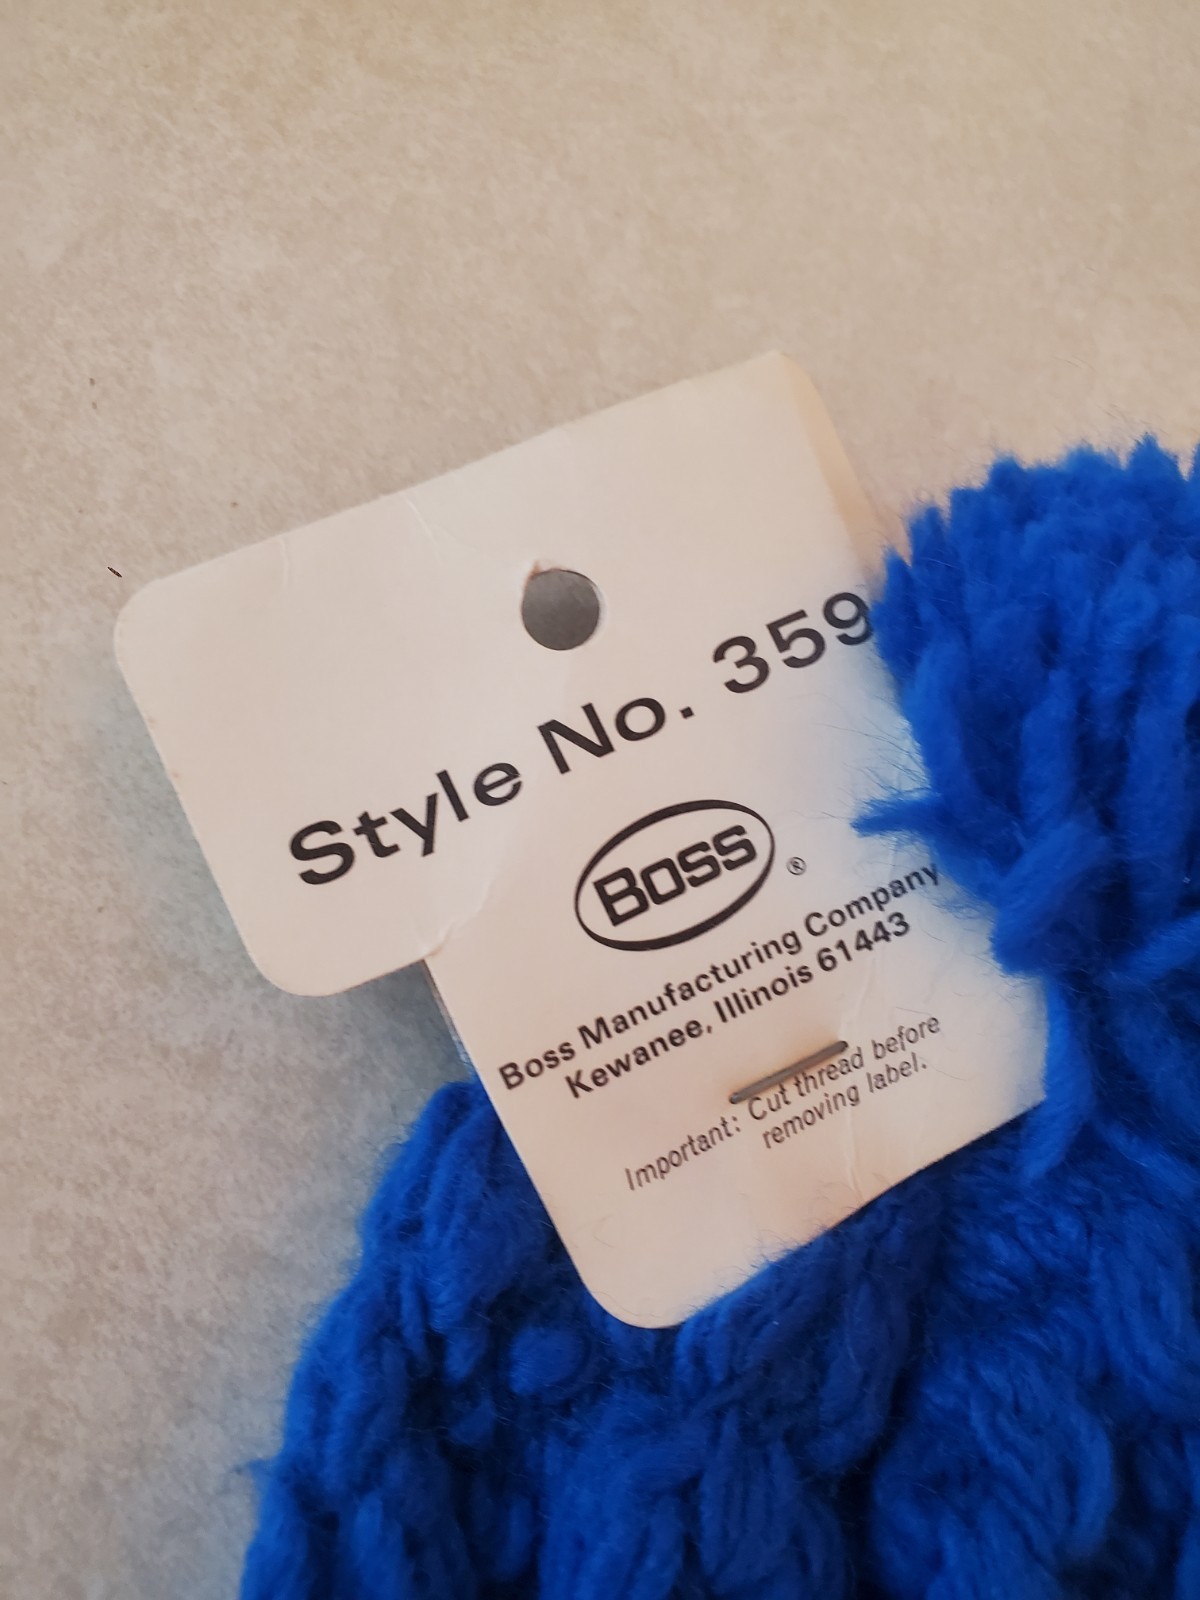 Style No. 359
BOSS ®
Boss Manufacturing Company
Kewanee, Illinois 61443
Important: Cut thread before
removing label.